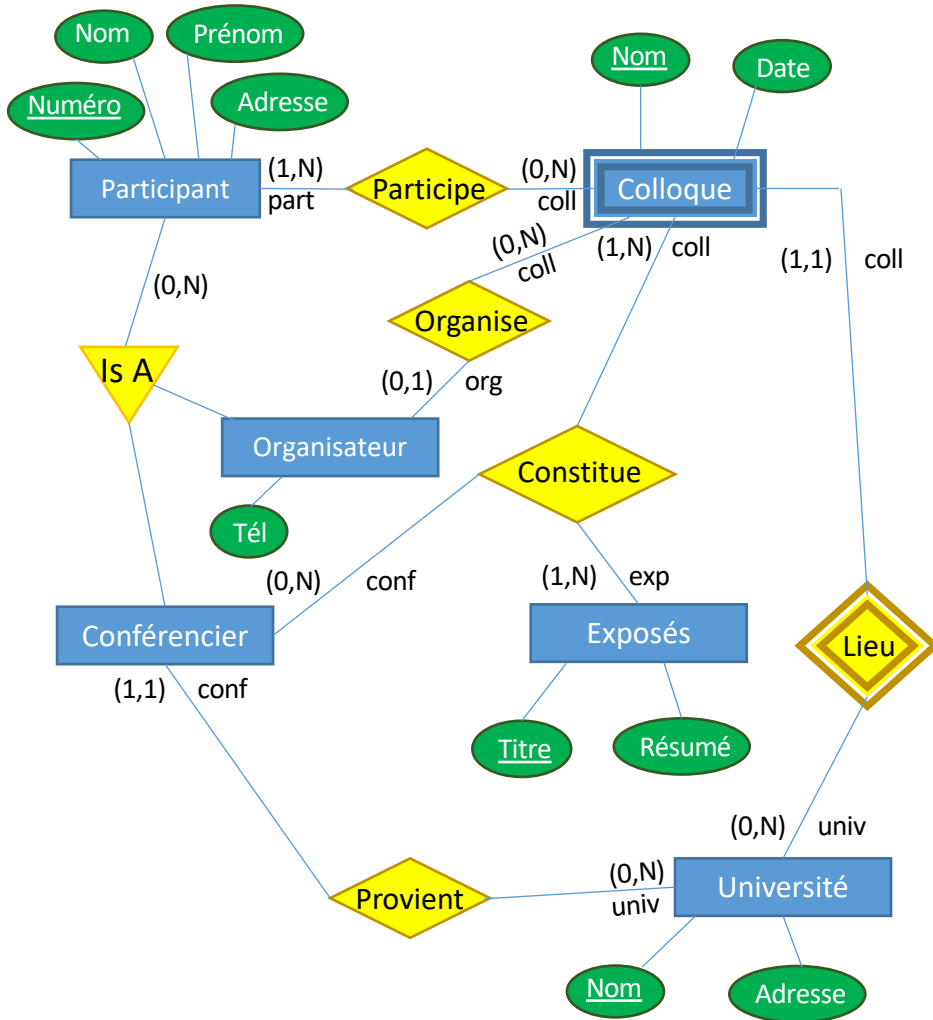 Nom
Prénom
Nom
Date
Numéro
Adresse
Participant
(1,N)
part
Participe
(0,N)
coll
Colloque
(0,N)
coll
(1,N)
coll
(1,1)
coll
(0,N)
Is A
Organise
(0,1)
org
Organisateur
Constitue
Tél
(0,N)
conf
(1,N)
exp
Conférencier
Exposés
Lieu
(1,1)
conf
Titre
Résumé
(0,N)
univ
Provient
(0,N)
univ
Université
Nom
Adresse